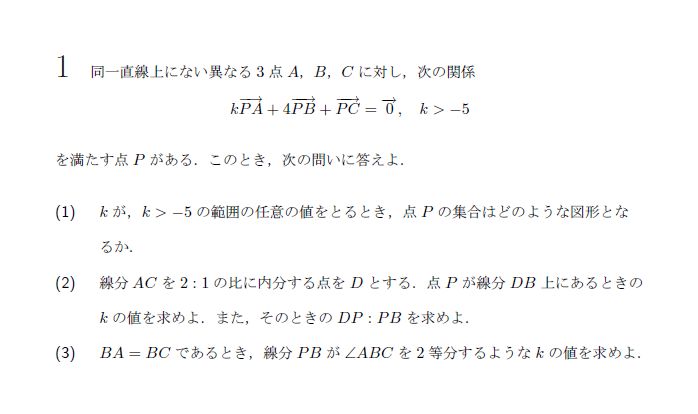 1 同一直線上にない異なる 3 点 A，B，C に対し，次の関係
k\overrightarrow{PA} + 4\overrightarrow{PB} + \overrightarrow{PC} = \overrightarrow{0}， k > −5
を満たす点 P がある．このとき，次の問いに答えよ．
(1) k が，k > −5 の範囲の任意の値をとるとき，点 P の集合はどのような図形とな
るか．
(2) 線分 AC を 2 : 1 の比に内分する点を D とする．点 P が線分 DB 上にあるときの
k の値を求めよ．また，そのときの DP : PB を求めよ．
(3) BA = BC であるとき，線分 PB が ∠ABC を 2 等分するような k の値を求めよ．